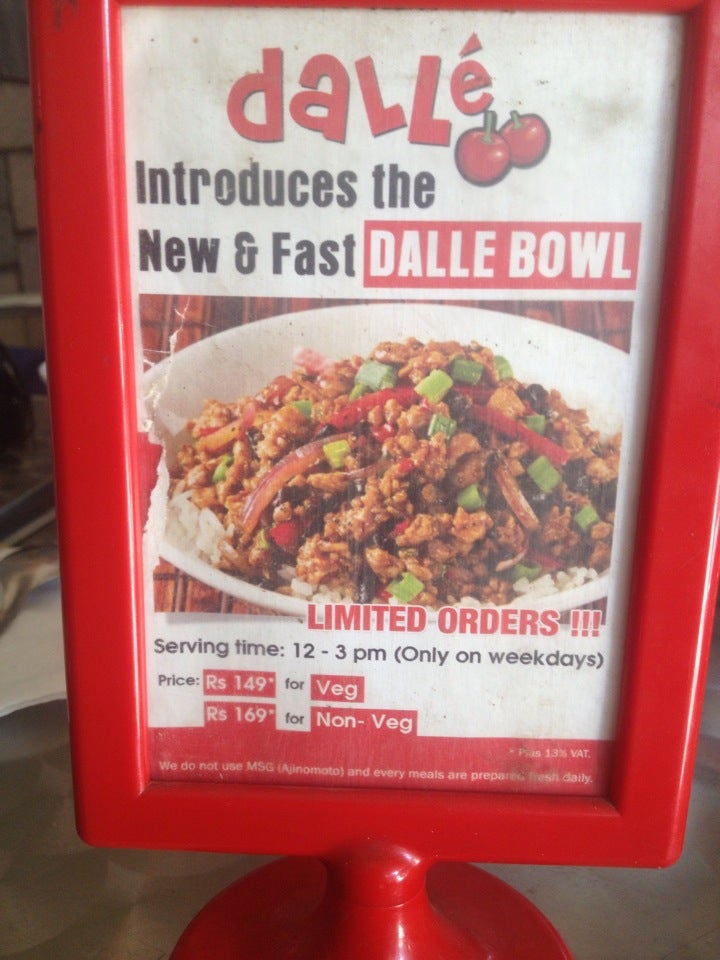 dallé
Introduces the
New & Fast DALLE BOWL
LIMITED ORDERS !!!
Serving time: 12 - 3 pm (Only on weekdays)
Price: Rs 149* for Veg
Rs 169* for Non- Veg
* Plus 13% VAT.
We do not use MSG (Ajinomoto) and every meals are prepared fresh daily.